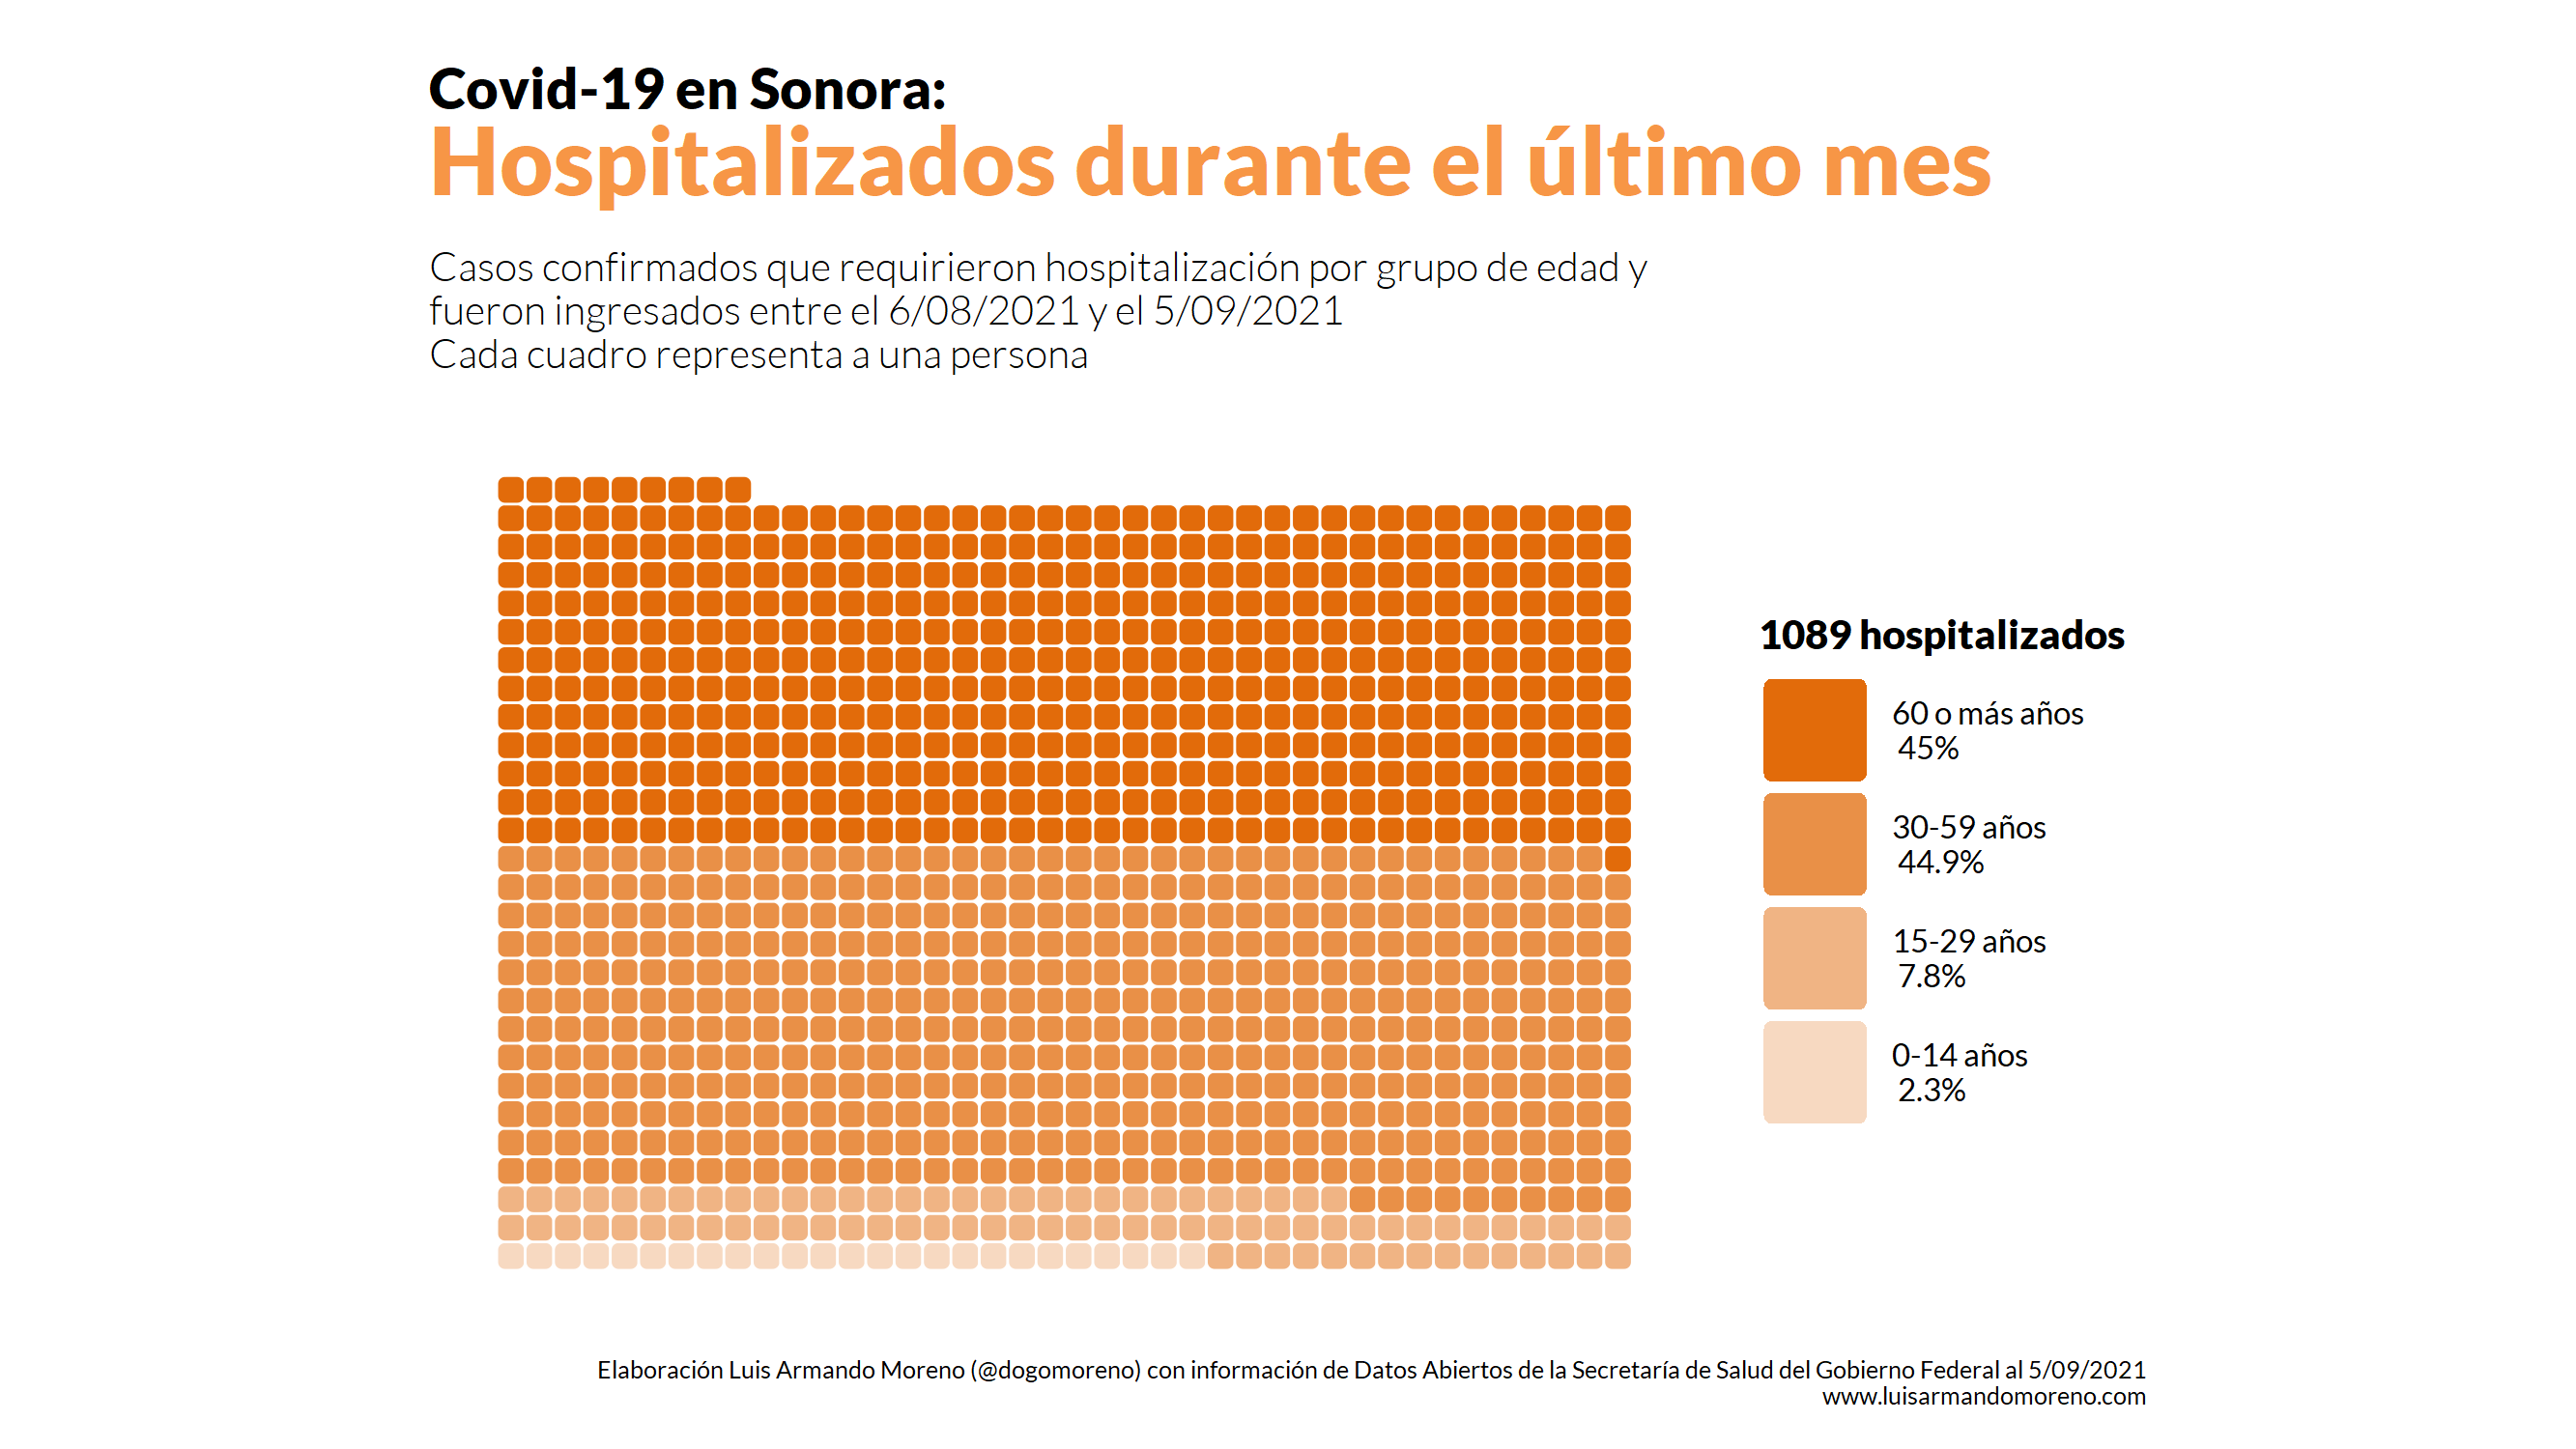 Covid-19 en Sonora:
Hospitalizados durante el último mes
Casos confirmados que requirieron hospitalización por grupo de edad y
fueron ingresados entre el 6/08/2021 y el 5/09/2021
Cada cuadro representa a una persona
1089 hospitalizados
60 o más años
45%
30-59 años
44.9%
15-29 años
7.8%
0-14 años
2.3%
Elaboración Luis Armando Moreno (@dogomoreno) con información de Datos Abiertos de la Secretaría de Salud del Gobierno Federal al 5/09/2021
www.luisarmandomoreno.com